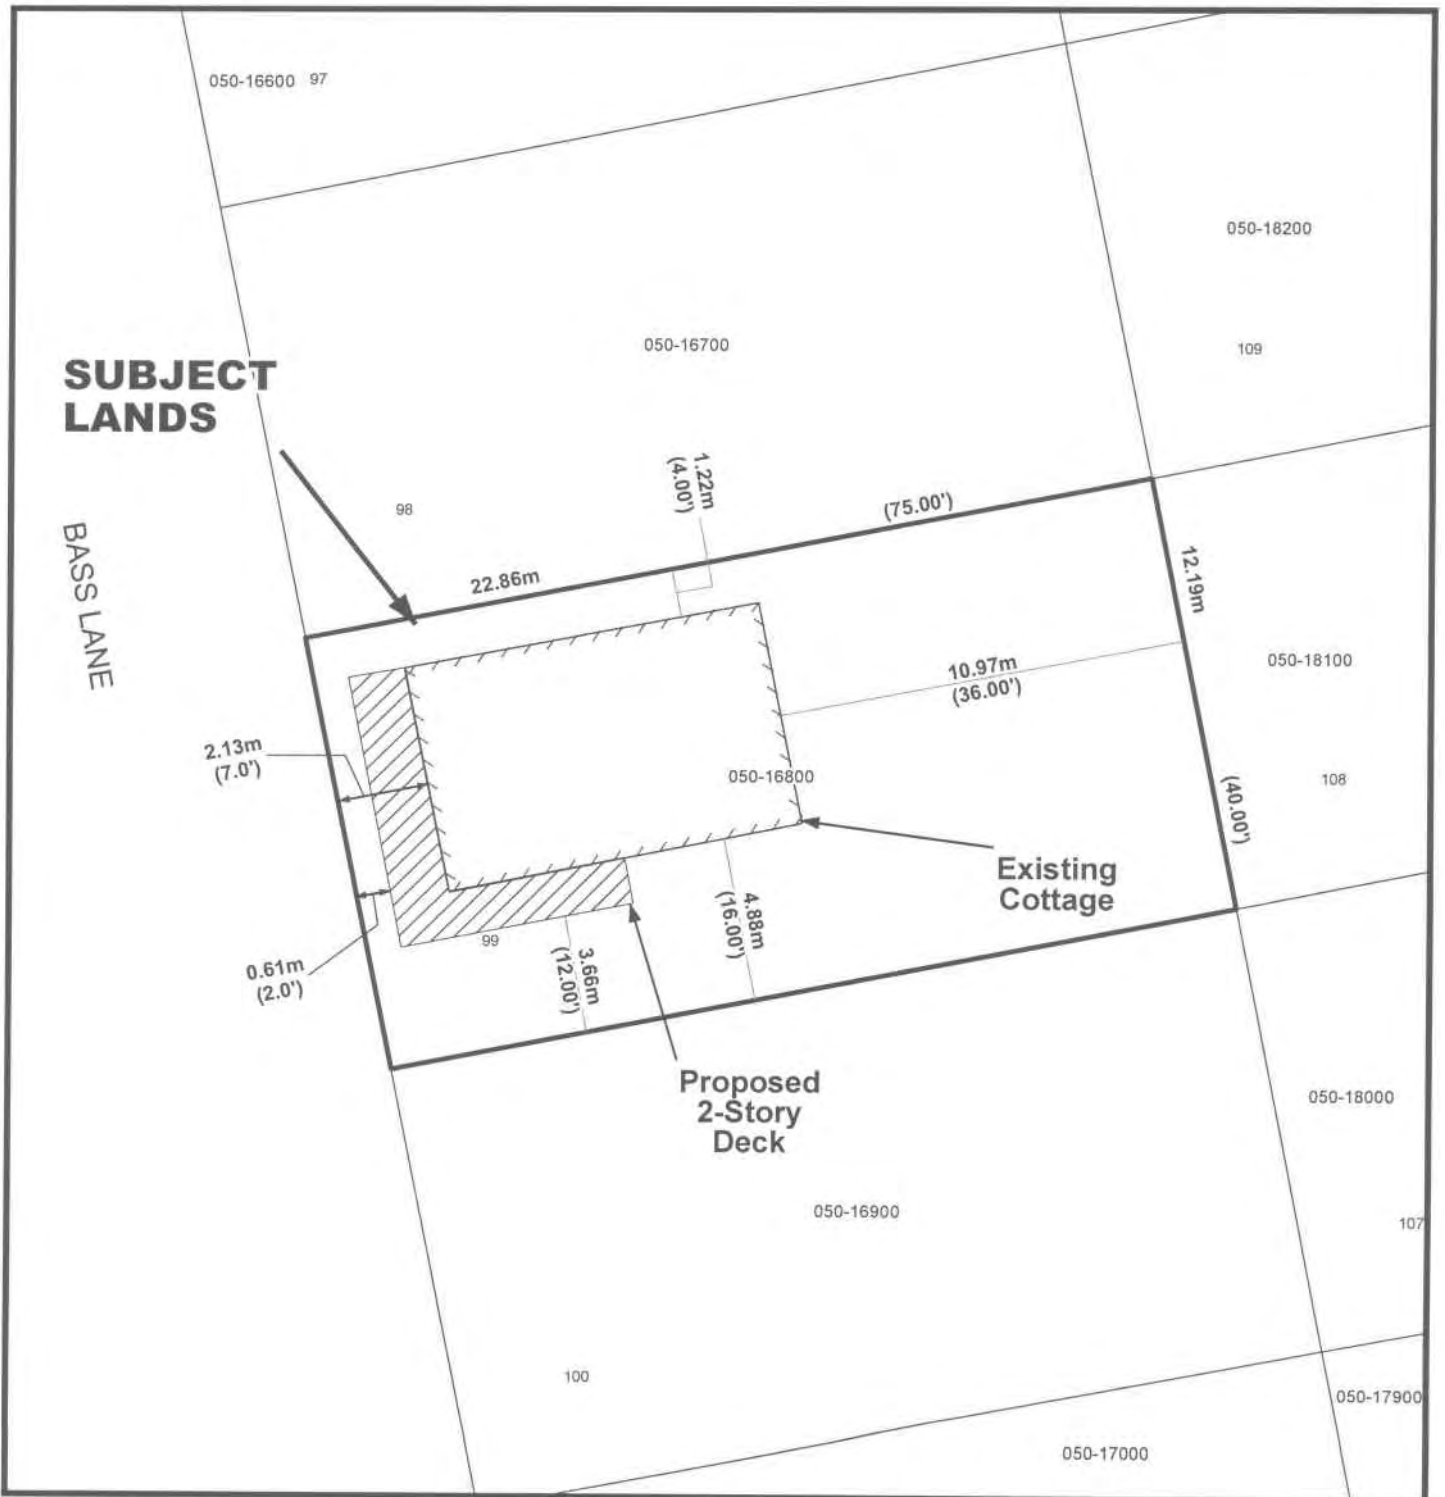 050-16600 97
050-18200
050-16700
109
SUBJECT
LANDS
1.22m
(4.00')
(75.00')
98
BASS LANE
22.86m
12.19m
10.97m
(36.00')
050-18100
2.13m
(7.0')
050-16800
108
(40.00')
Existing
Cottage
4.88m
(16.00')
99
3.66m
(12.00')
0.61m
(2.0')
Proposed
2-Story
Deck
050-18000
050-16900
107
100
050-17900
050-17000